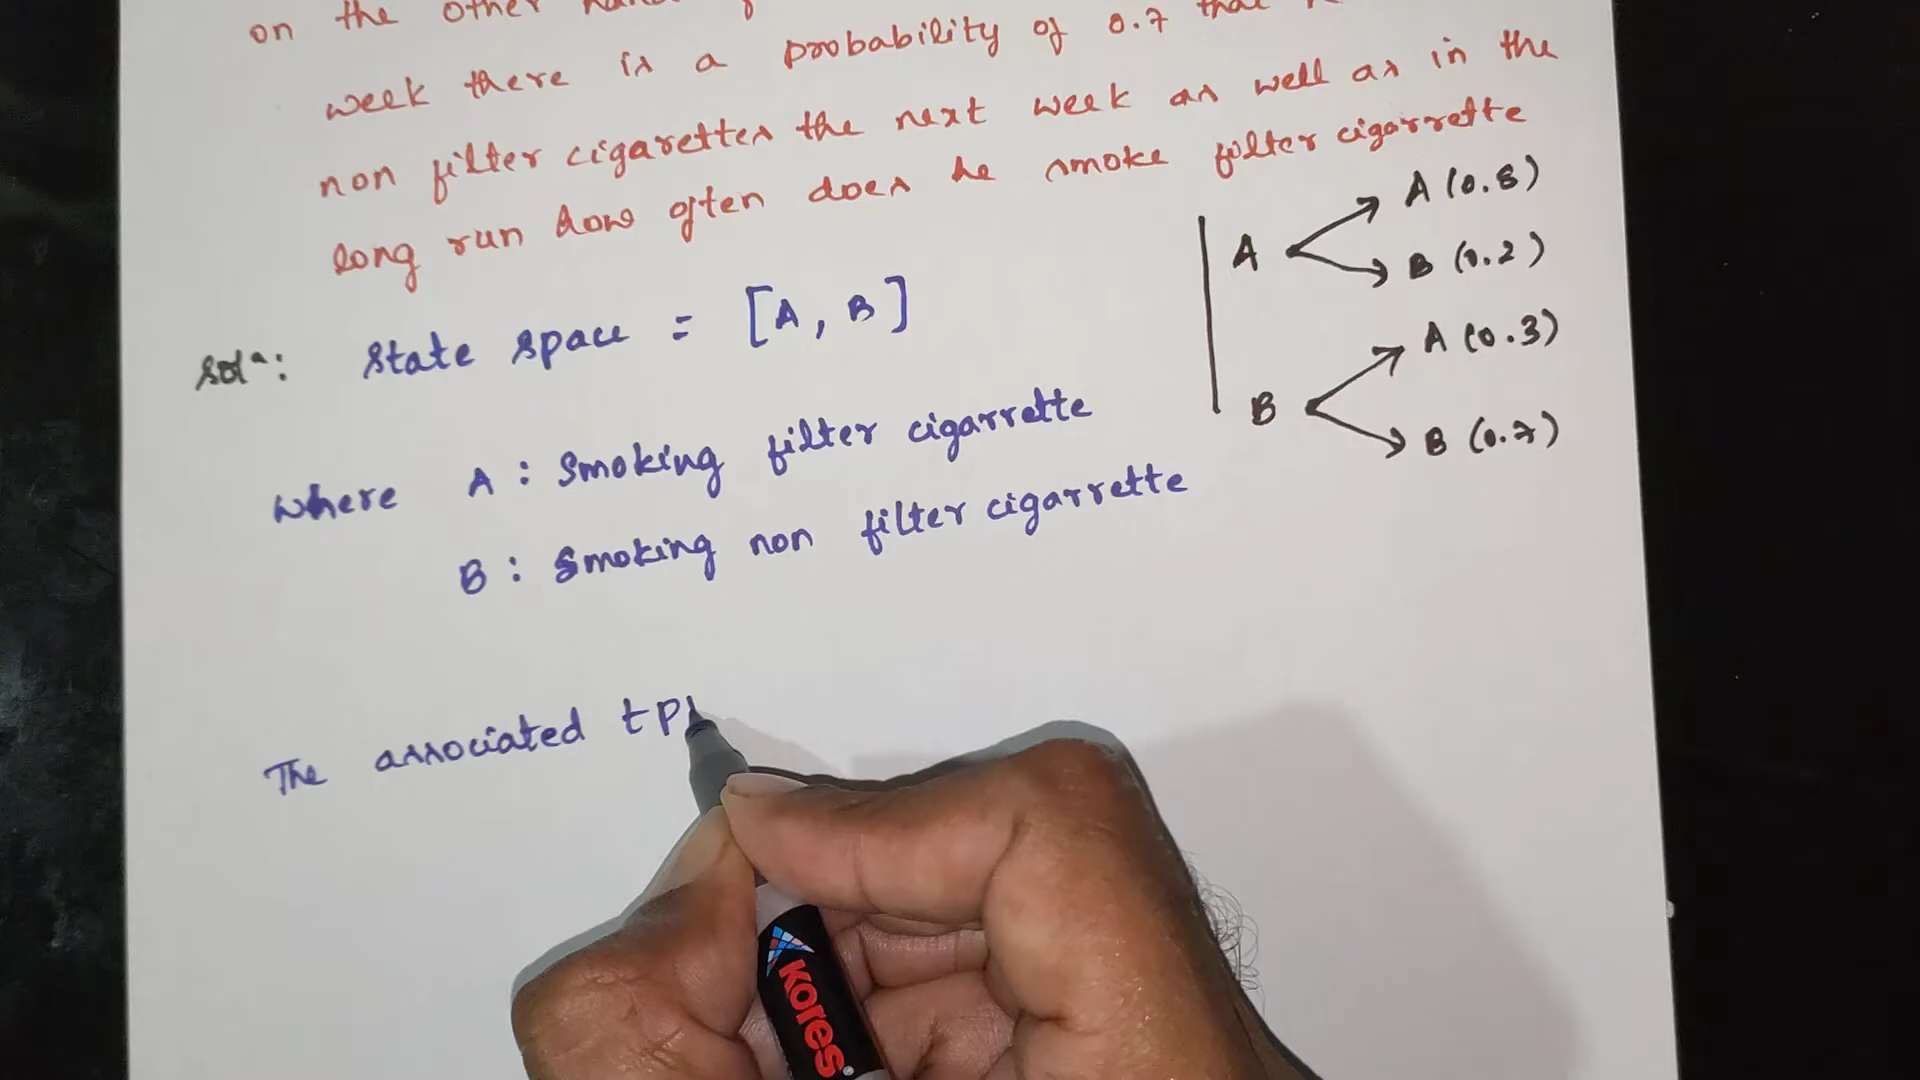 on the other
week there is a probability of 0.7 that
non filter cigarettes the next week as well as in the
long run how often does he smoke filter cigarrette
A → A (0.8)
→ B (0.2)
B → A (0.3)
→ B (0.7)
Solⁿ: State space = [A, B]
where A : Smoking filter cigarrette
B : Smoking non filter cigarrette
The associated tp
KORES